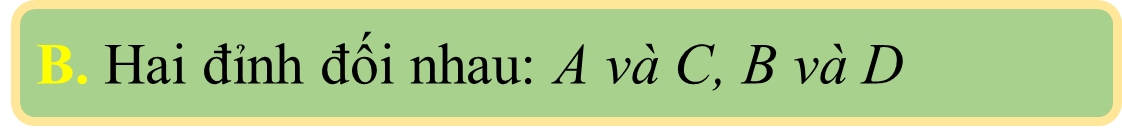 B. Hai đỉnh đối nhau: A và C, B và D